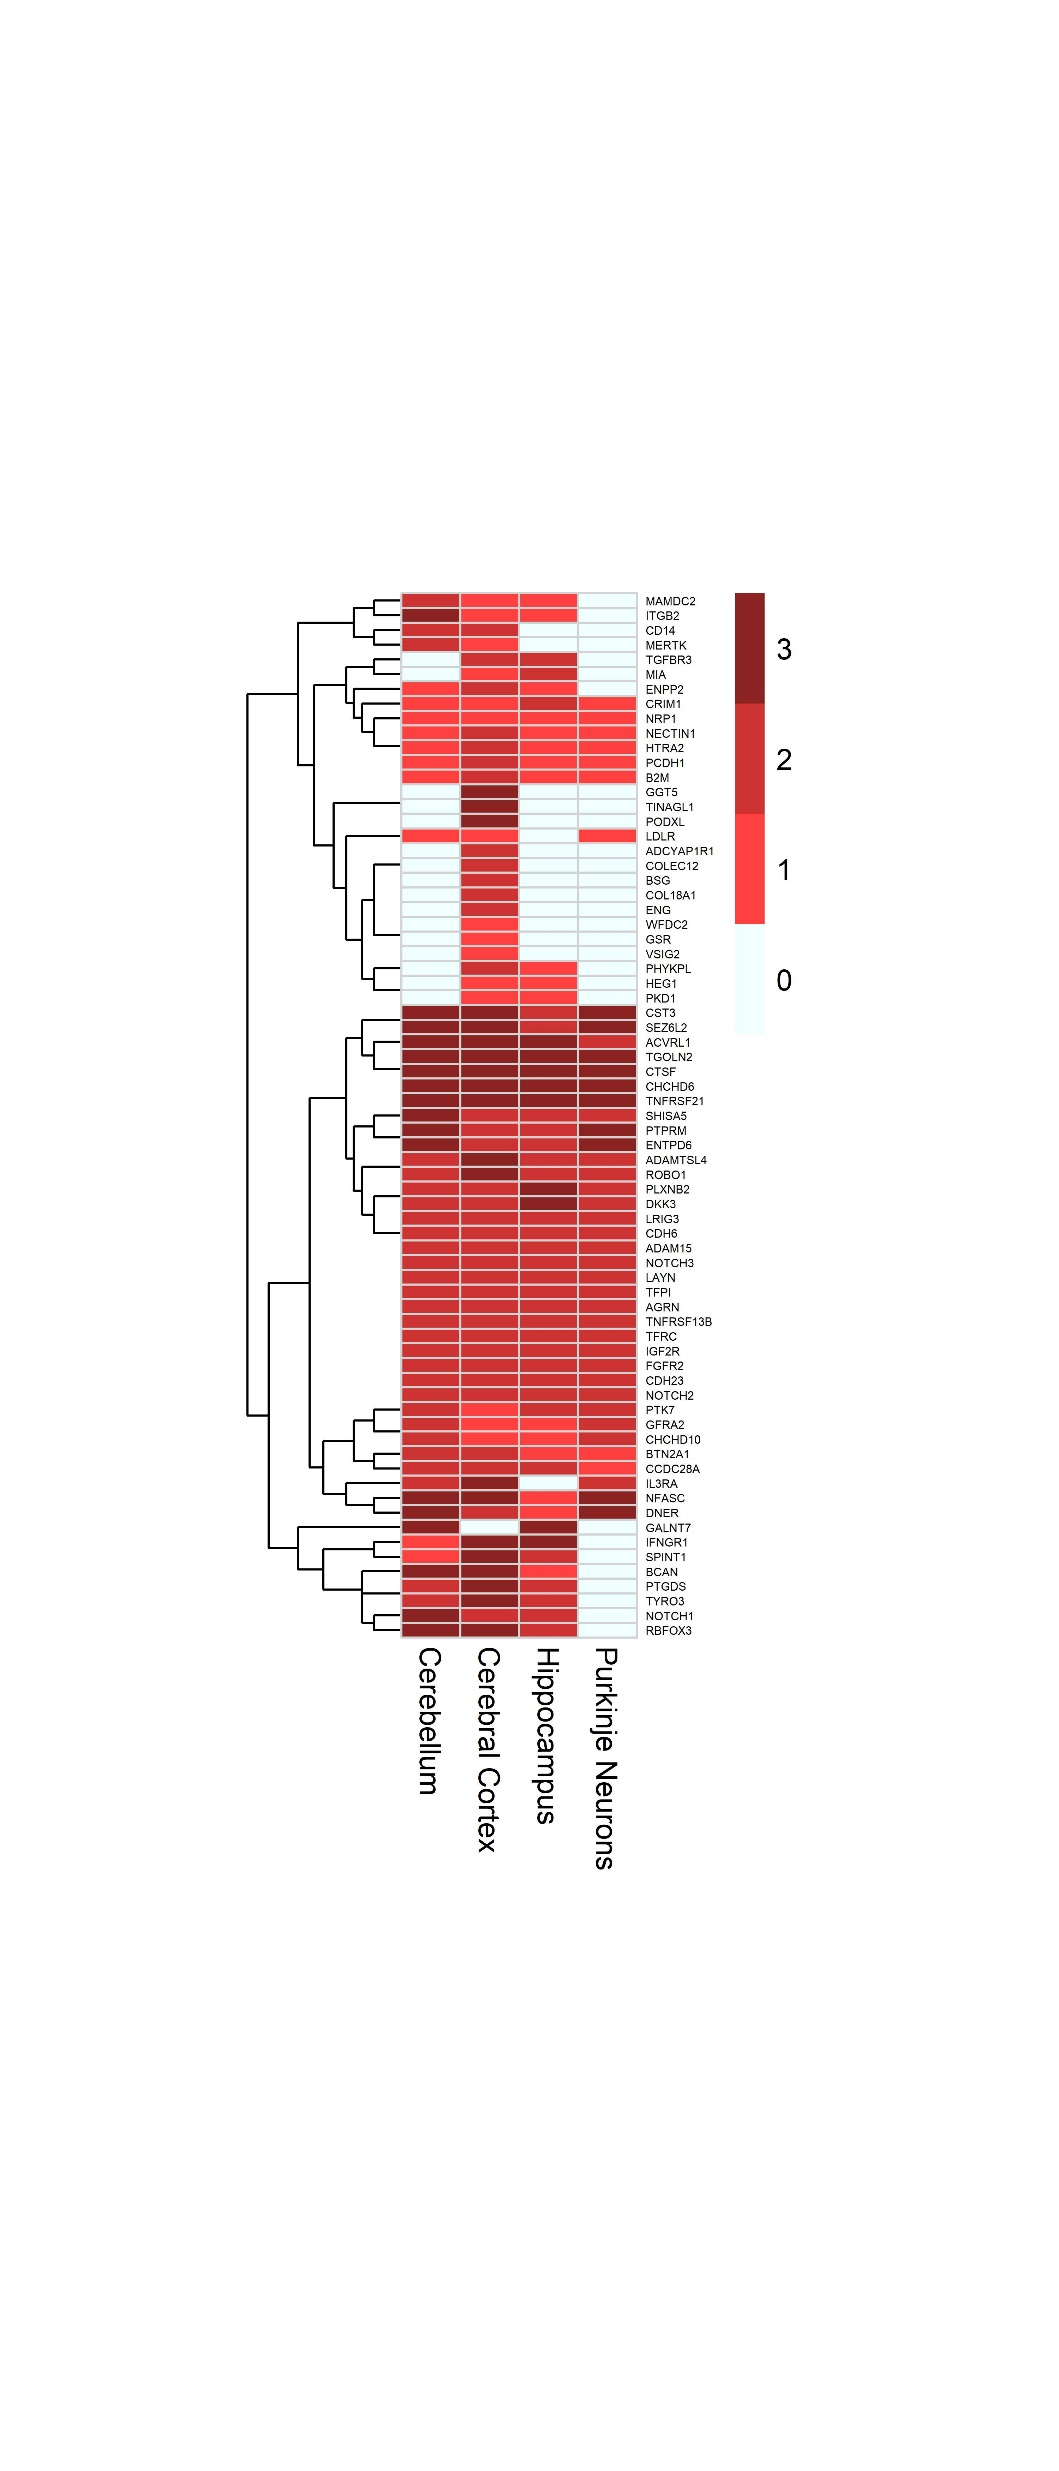 MAMDC2
ITGB2
CD14
MERTK
TGFBR3
MIA
ENPP2
CRIM1
NRP1
NECTIN1
HTRA2
PCDH1
B2M
GGT5
TINAGL1
PODXL
LDLR
ADCYAP1R1
COLEC12
BSG
COL18A1
ENG
WFDC2
GSR
VSIG2
PHYKPL
HEG1
PKD1
CST3
SEZ6L2
ACVRL1
TGOLN2
CTSF
CHCHD6
TNFRSF21
SHISA5
PTPRM
ENTPD6
ADAMTSL4
ROBO1
PLXNB2
DKK3
LRIG3
CDH6
ADAM15
NOTCH3
LAYN
TFPI
AGRN
TNFRSF13B
TFRC
IGF2R
FGFR2
CDH23
NOTCH2
PTK7
GFRA2
CHCHD10
BTN2A1
CCDC28A
IL3RA
NFASC
DNER
GALNT7
IFNGR1
SPINT1
BCAN
PTGDS
TYRO3
NOTCH1
RBFOX3
3
2
1
0
Cerebellum
Cerebral Cortex
Hippocampus
Purkinje Neurons